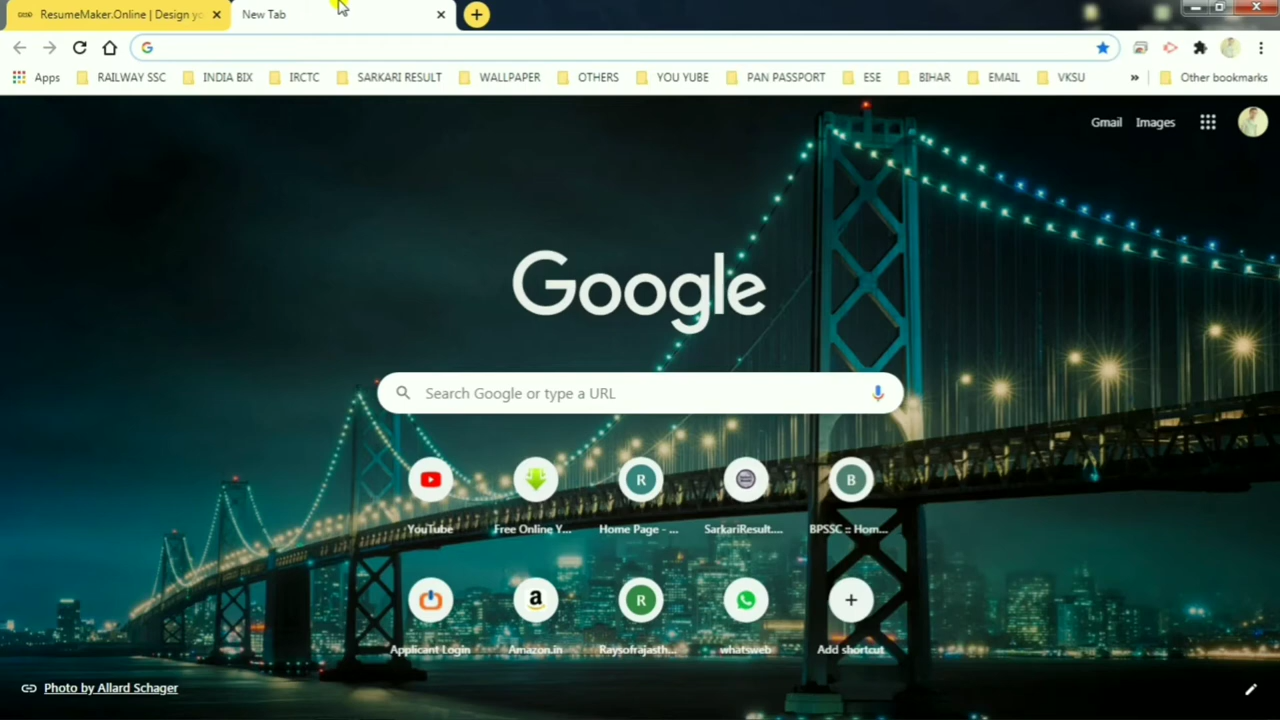 ResumeMaker.Online | Design yo
New Tab
Apps RAILWAY SSC INDIA BIX IRCTC SARKARI RESULT WALLPAPER OTHERS YOU YUBE PAN PASSPORT ESE BIHAR EMAIL VKSU » Other bookmarks
Gmail Images
Google
Search Google or type a URL
R B
YouTube Free Online Y... Home Page - ... SarkariResult.... BPSSC :: Hom...
a R
Applicant Login Amazon.in Raysofrajasth... whatsweb Add shortcut
Photo by Allard Schager